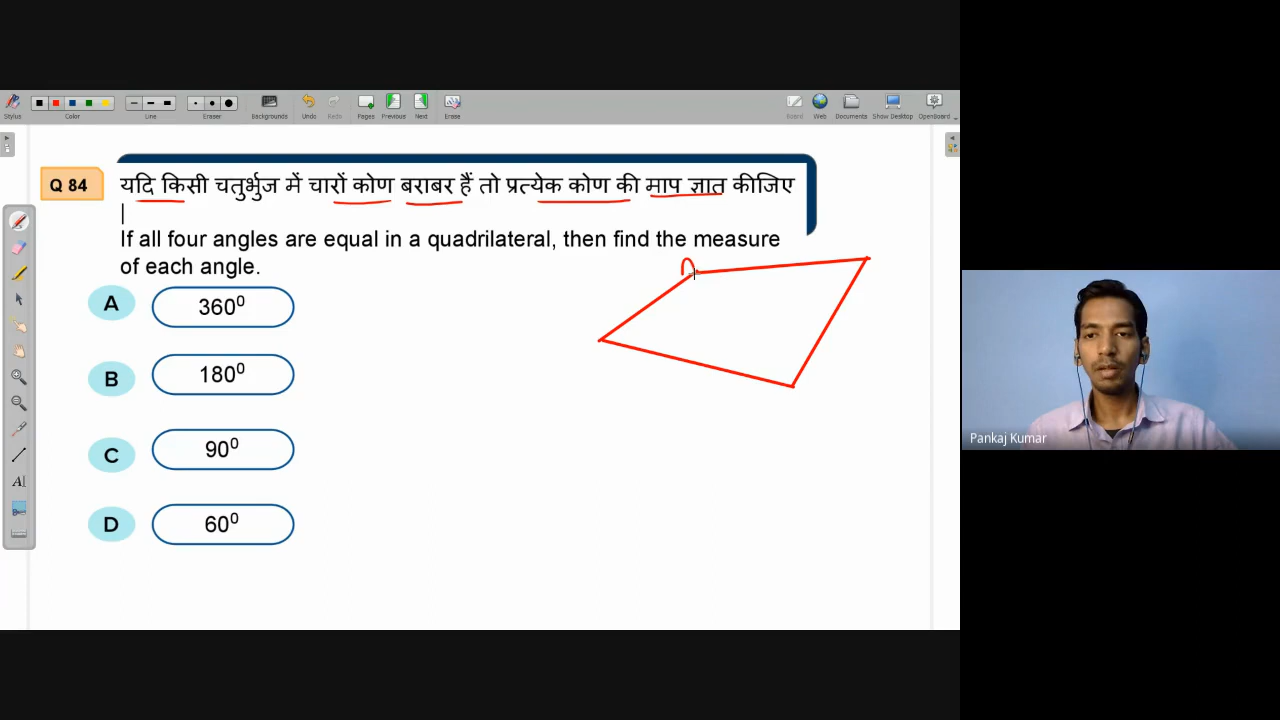 Stylus
Color
Line
Eraser
Backgrounds
Undo
Redo
Pages
Previous
Next
Erase
Board
Web
Documents
Show Desktop
OpenBoard
Q 84
यदि किसी चतुर्भुज में चारों कोण बराबर हैं तो प्रत्येक कोण की माप ज्ञात कीजिए
|
If all four angles are equal in a quadrilateral, then find the measure
of each angle.
A 360⁰
B 180⁰
C 90⁰
D 60⁰
Pankaj Kumar